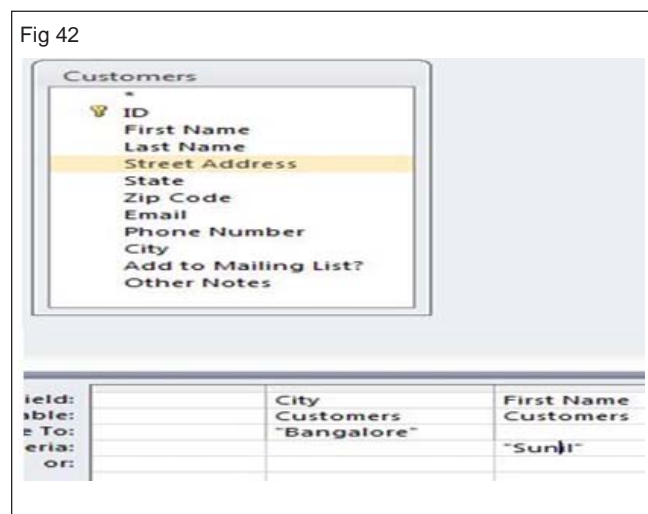 Fig 42
Customers
*
ID
First Name
Last Name
Street Address
State
Zip Code
Email
Phone Number
City
Add to Mailing List?
Other Notes
ield: City First Name
able: Customers Customers
e To: "Bangalore"
eria: "Sunil"
or: